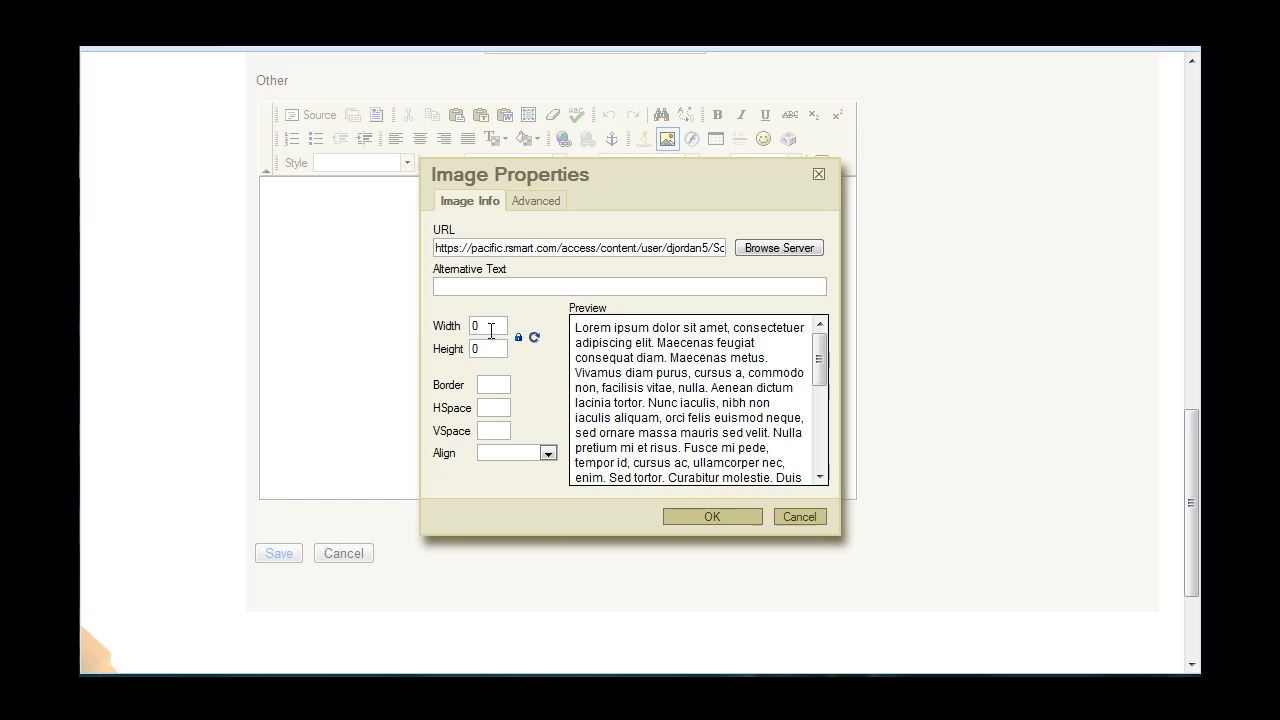 Other
Source
B I U ABC
Style
Image Properties
Image Info Advanced
URL
https://pacific.rsmart.com/access/content/user/djordan5/Sc
Browse Server
Alternative Text
Preview
Width 0
Height 0
Border
HSpace
VSpace
Align
Lorem ipsum dolor sit amet, consectetuer
adipiscing elit. Maecenas feugiat
consequat diam. Maecenas metus.
Vivamus diam purus, cursus a, commodo
non, facilisis vitae, nulla. Aenean dictum
lacinia tortor. Nunc iaculis, nibh non
iaculis aliquam, orci felis euismod neque,
sed ornare massa mauris sed velit. Nulla
pretium mi et risus. Fusce mi pede,
tempor id, cursus ac, ullamcorper nec,
enim. Sed tortor. Curabitur molestie. Duis
OK Cancel
Save Cancel